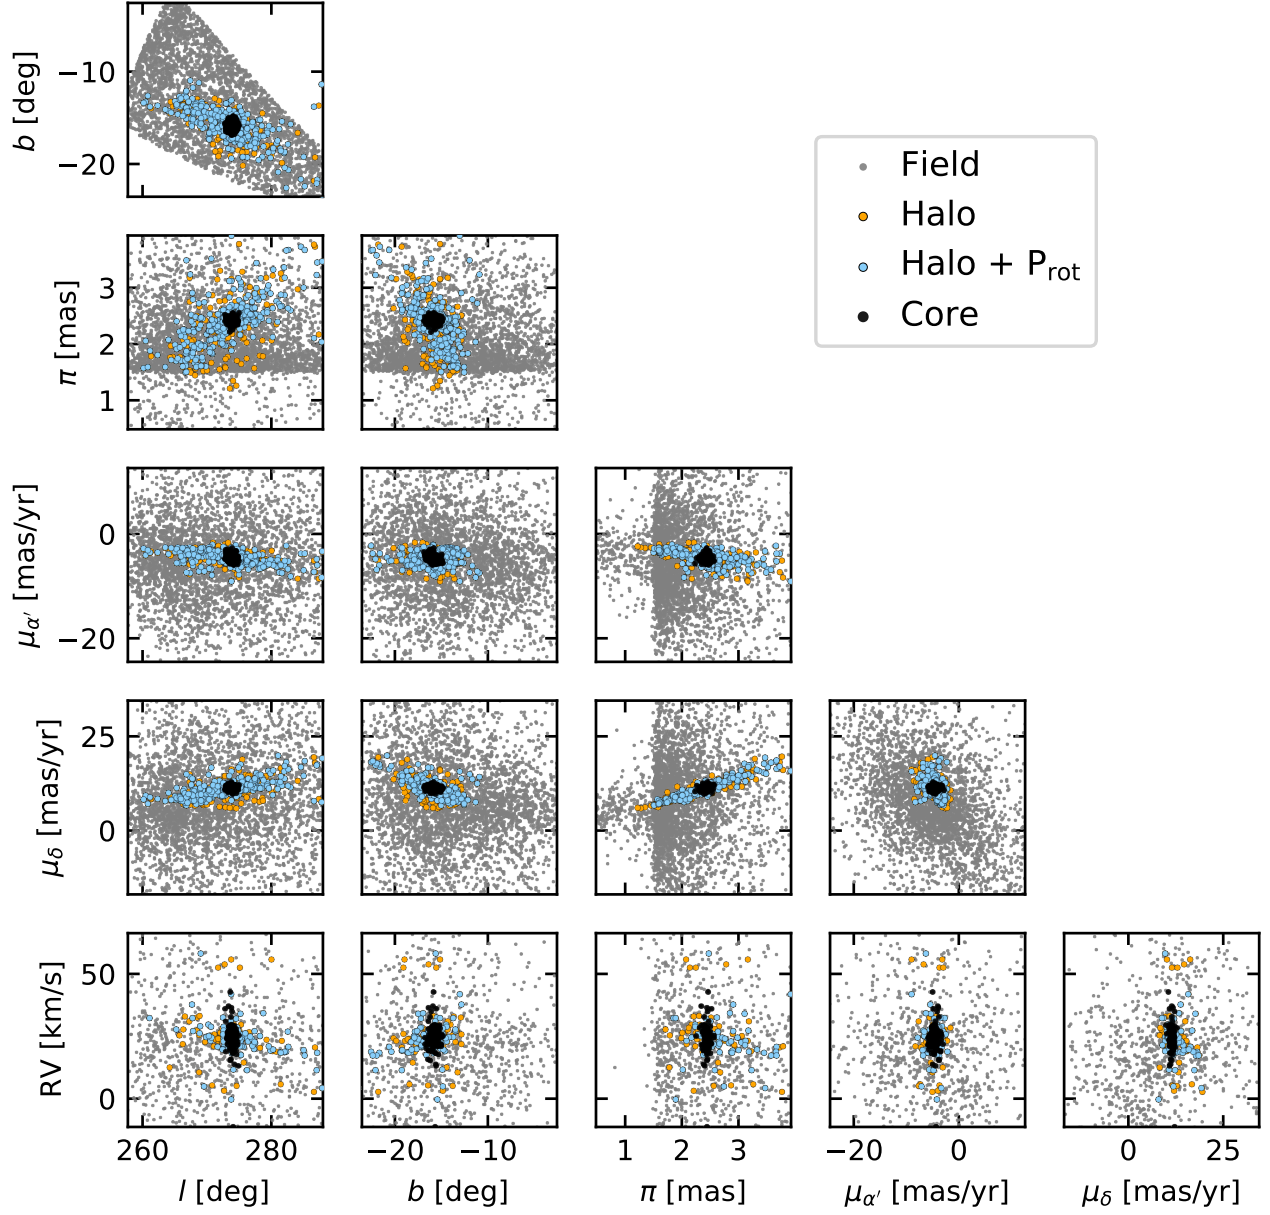 b [deg]
−10
−20
Field
Halo
Halo + P_rot
Core
π [mas]
3
2
1
μ_α′ [mas/yr]
0
−20
μ_δ [mas/yr]
25
0
RV [km/s]
50
0
260 280 −20 −10 1 2 3 −20 0 0 25
l [deg] b [deg] π [mas] μ_α′ [mas/yr] μ_δ [mas/yr]